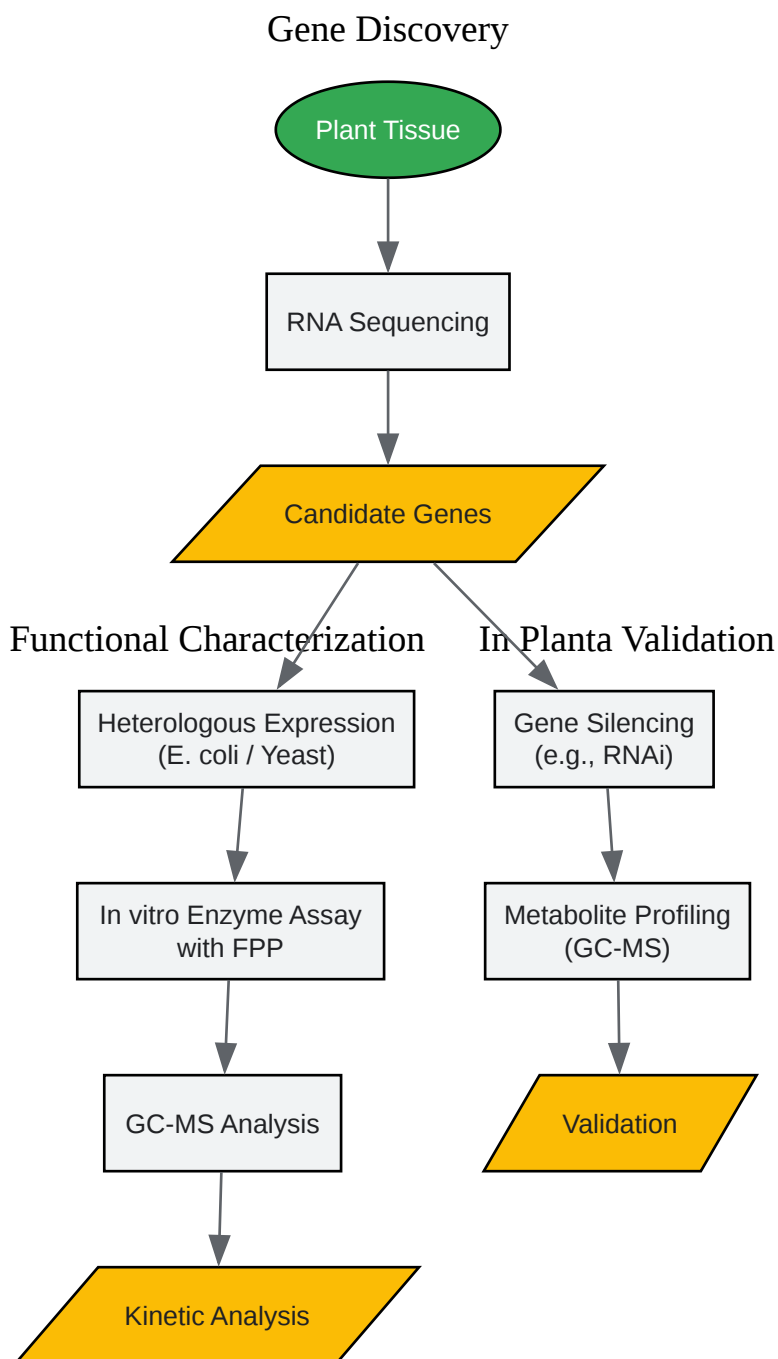 Gene Discovery
Plant Tissue
RNA Sequencing
Candidate Genes
Functional Characterization
In Planta Validation
Heterologous Expression
(E. coli / Yeast)
Gene Silencing
(e.g., RNAi)
In vitro Enzyme Assay
with FPP
Metabolite Profiling
(GC-MS)
GC-MS Analysis
Validation
Kinetic Analysis